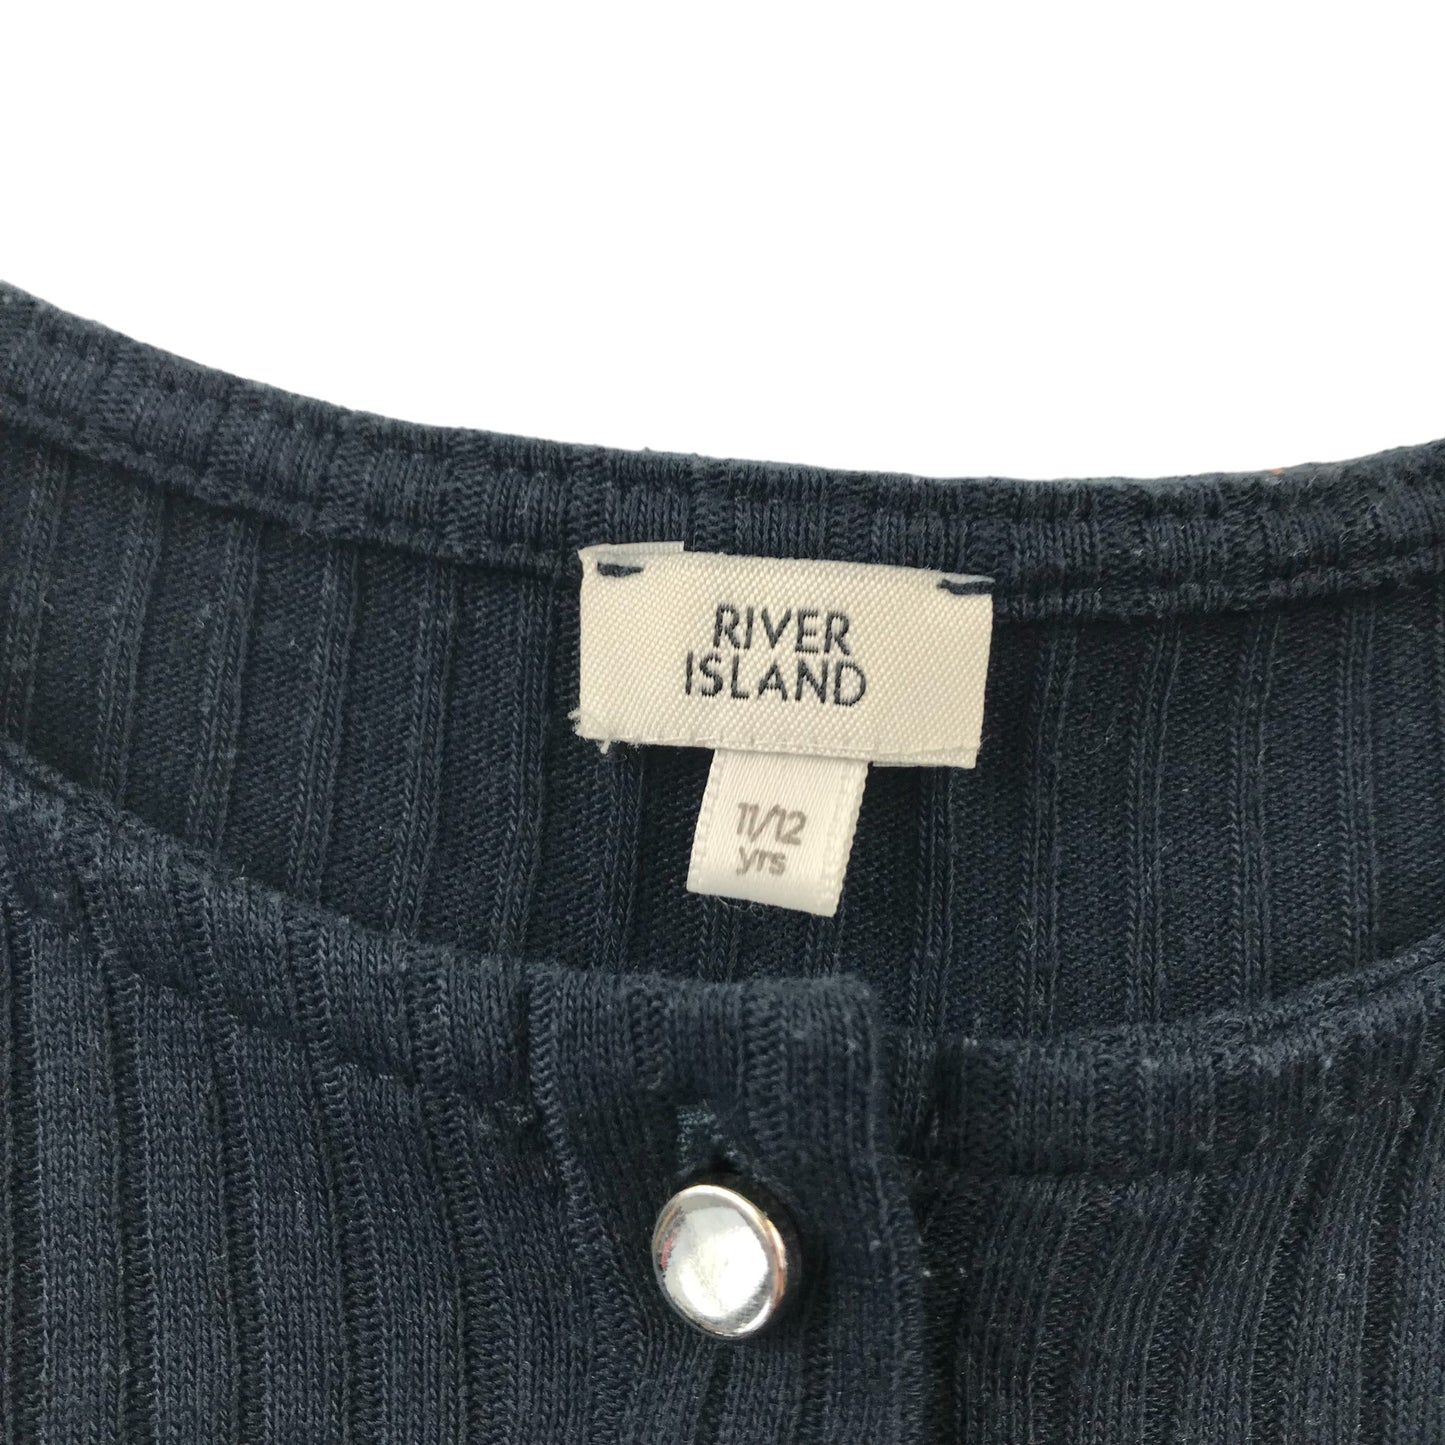 RIVER
ISLAND
11/12
yrs